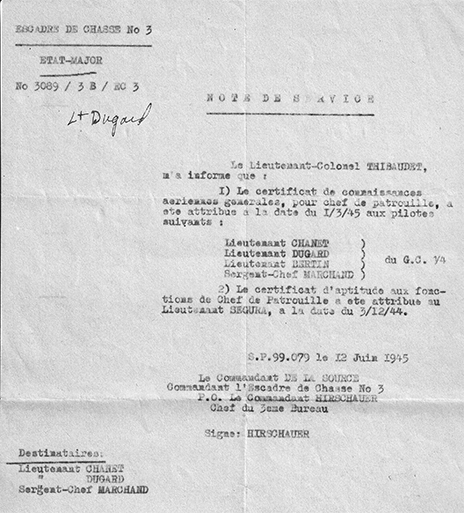 ESCADRE DE CHASSE No 3
ETAT-MAJOR
No 3089 / 3 B / EC 3
Lt Dugard
NOTE DE SERVICE
Le Lieutenant-Colonel THIBAUDET,
m'a informe que :
I) Le certificat de connaissances
aeriennes generales, pour chef de patrouille, a
ete attribue a la date du I/3/45 aux pilotes
suivants :
Lieutenant CHANET )
Lieutenant DUGARD )
Lieutenant BERTIN ) du G.C. 1/4
Sergent-Chef MARCHAND )
2) Le certificat d'aptitude aux fonc-
tions de Chef de Patrouille a ete attribue au
Lieutenant SEGURA, a la date du 3/12/44.
S.P.99.079 le I2 Juin I945
Le Commandant DE LA SOURCE
Commandant l'Escadre de Chasse No 3
P.O. Le Commandant HIRSCHAUER
Chef du 3eme Bureau
Signe: HIRSCHAUER
Destinataires:
Lieutenant CHANET
" DUGARD
Sergent-Chef MARCHAND